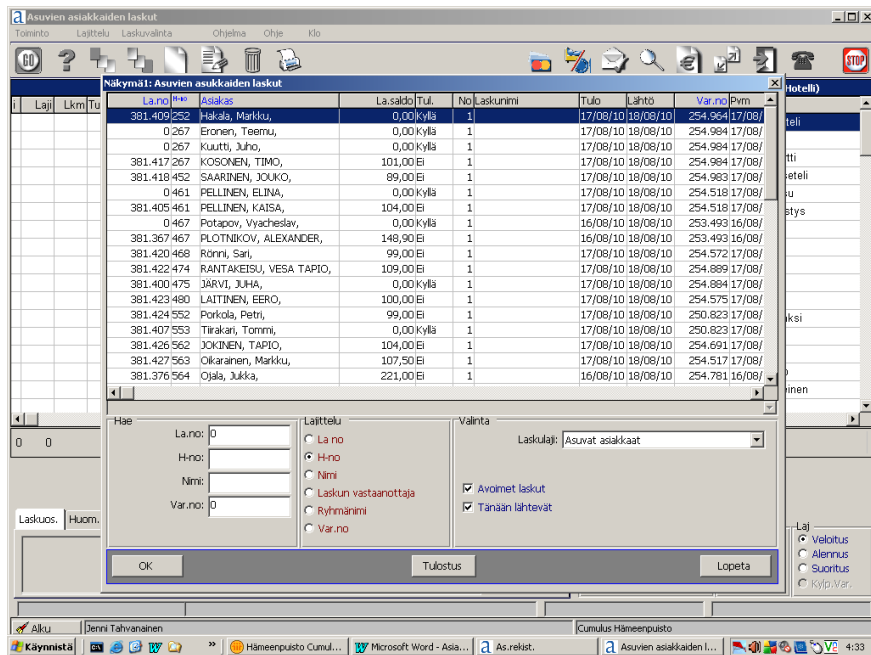 Asuvien asiakkaiden laskut
Toiminto Lajittelu Laskuvalinta Ohjelma Ohje Klo
GO STOP
Näkymä1: Asuvien asukkaiden laskut Hotelli)
i Laji Lkm Tu
La.no H-no Asiakas La.saldo Tul. No Laskunimi Tulo Lähtö Var.no Pvm
381.409 252 Hakala, Markku, 0,00 Kyllä 1 17/08/10 18/08/10 254.964 17/08/
0 267 Eronen, Teemu, 0,00 Kyllä 1 17/08/10 18/08/10 254.984 17/08/
0 267 Kuutti, Juho, 0,00 Kyllä 1 17/08/10 18/08/10 254.984 17/08/
381.417 267 KOSONEN, TIMO, 101,00 Ei 1 17/08/10 18/08/10 254.984 17/08/
381.418 452 SAARINEN, JOUKO, 89,00 Ei 1 17/08/10 18/08/10 254.983 17/08/
0 461 PELLINEN, ELINA, 0,00 Kyllä 1 17/08/10 18/08/10 254.518 17/08/
381.405 461 PELLINEN, KAISA, 104,00 Ei 1 17/08/10 18/08/10 254.518 17/08/
0 467 Potapov, Vyacheslav, 0,00 Kyllä 1 16/08/10 18/08/10 253.493 16/08/
381.367 467 PLOTNIKOV, ALEXANDER, 148,90 Ei 1 16/08/10 18/08/10 253.493 16/08/
381.420 468 Rönni, Sari, 99,00 Ei 1 17/08/10 18/08/10 254.572 17/08/
381.422 474 RANTAKEISU, VESA TAPIO, 109,00 Ei 1 17/08/10 18/08/10 254.889 17/08/
381.400 475 JÄRVI, JUHA, 0,00 Kyllä 1 17/08/10 18/08/10 254.884 17/08/
381.423 480 LAITINEN, EERO, 100,00 Ei 1 17/08/10 18/08/10 254.575 17/08/
381.424 552 Porkola, Petri, 99,00 Ei 1 17/08/10 18/08/10 250.823 17/08/
381.407 553 Tiirakari, Tommi, 0,00 Kyllä 1 17/08/10 18/08/10 250.823 17/08/
381.426 562 JOKINEN, TAPIO, 104,00 Ei 1 17/08/10 18/08/10 254.691 17/08/
381.427 563 Oikarainen, Markku, 107,50 Ei 1 17/08/10 18/08/10 254.517 17/08/
381.376 564 Ojala, Jukka, 221,00 Ei 1 16/08/10 18/08/10 254.781 16/08/
teli
tti
seteli
su
stys
aksi
einen
0 0
Hae
La.no: 0
H-no:
Nimi:
Var.no: 0
Lajittelu
La no
H-no
Nimi
Laskun vastaanottaja
Ryhmänimi
Var.no
Valinta
Laskulaji: Asuvat asiakkaat
Avoimet laskut
Tänään lähtevät
OK Tulostus Lopeta
Laskuos. Huom.
Laj
Veloitus
Alennus
Suoritus
Kylp.Var.
Alku Jenni Tahvanainen Cumulus Hämeenpuisto
Käynnistä » Hämeenpuisto Cumul... Microsoft Word - Asia... As.rekist. Asuvien asiakkaiden l... 4:33